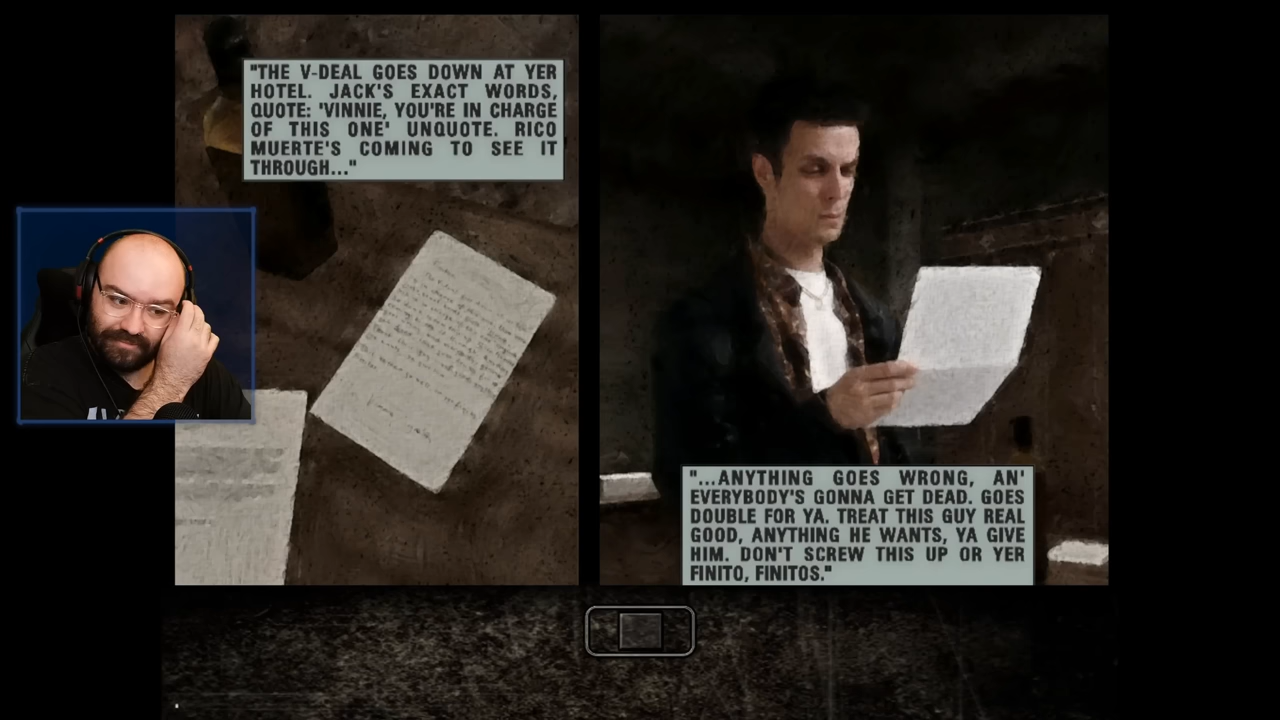 "THE V-DEAL GOES DOWN AT YER
HOTEL. JACK'S EXACT WORDS,
QUOTE: 'VINNIE, YOU'RE IN CHARGE
OF THIS ONE' UNQUOTE. RICO
MUERTE'S COMING TO SEE IT
THROUGH..."
"...ANYTHING GOES WRONG, AN'
EVERYBODY'S GONNA GET DEAD. GOES
DOUBLE FOR YA. TREAT THIS GUY REAL
GOOD, ANYTHING HE WANTS, YA GIVE
HIM. DON'T SCREW THIS UP OR YER
FINITO, FINITOS."